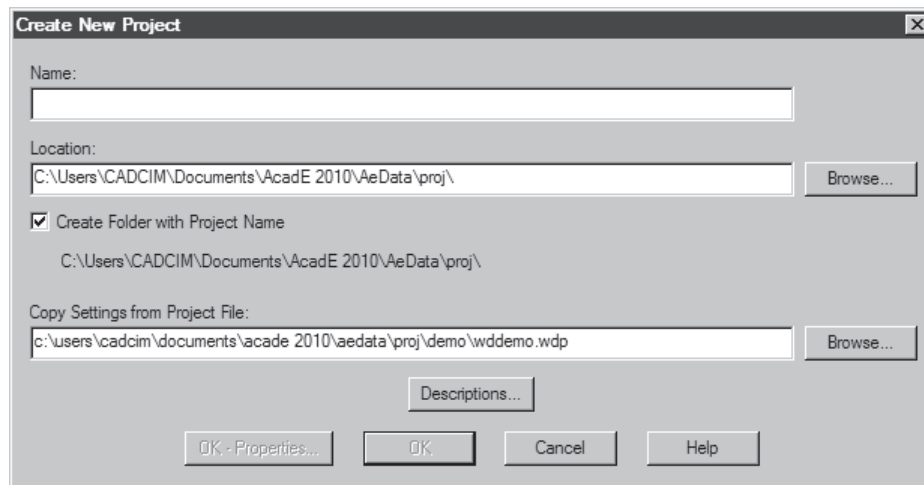 Create New Project
Name:
Location:
C:\Users\CADCIM\Documents\AcadE 2010\AeData\proj\
Browse...
Create Folder with Project Name
C:\Users\CADCIM\Documents\AcadE 2010\AeData\proj\
Copy Settings from Project File:
c:\users\cadcim\documents\acade 2010\aedata\proj\demo\wddemo.wdp
Browse...
Descriptions...
OK - Properties...
OK
Cancel
Help